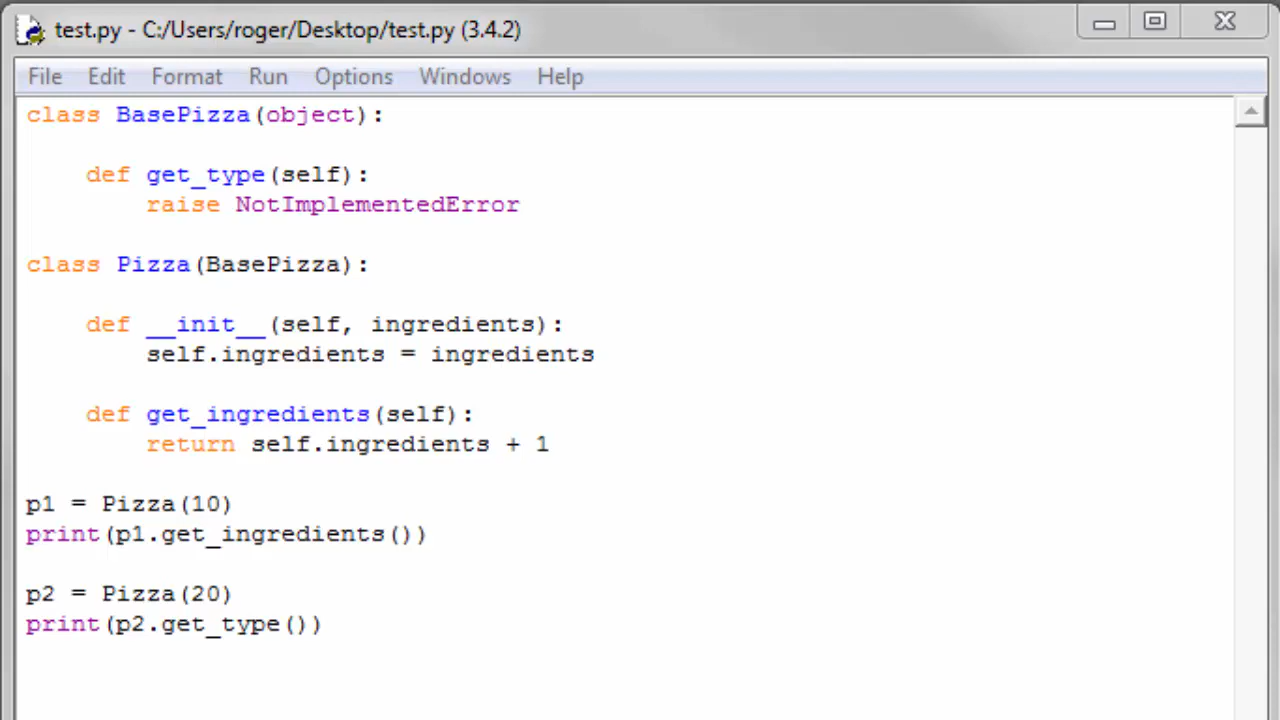 test.py - C:/Users/roger/Desktop/test.py (3.4.2)
File Edit Format Run Options Windows Help
class BasePizza(object):
    def get_type(self):
        raise NotImplementedError
class Pizza(BasePizza):
    def __init__(self, ingredients):
        self.ingredients = ingredients
    def get_ingredients(self):
        return self.ingredients + 1
p1 = Pizza(10)
print(p1.get_ingredients())
p2 = Pizza(20)
print(p2.get_type())